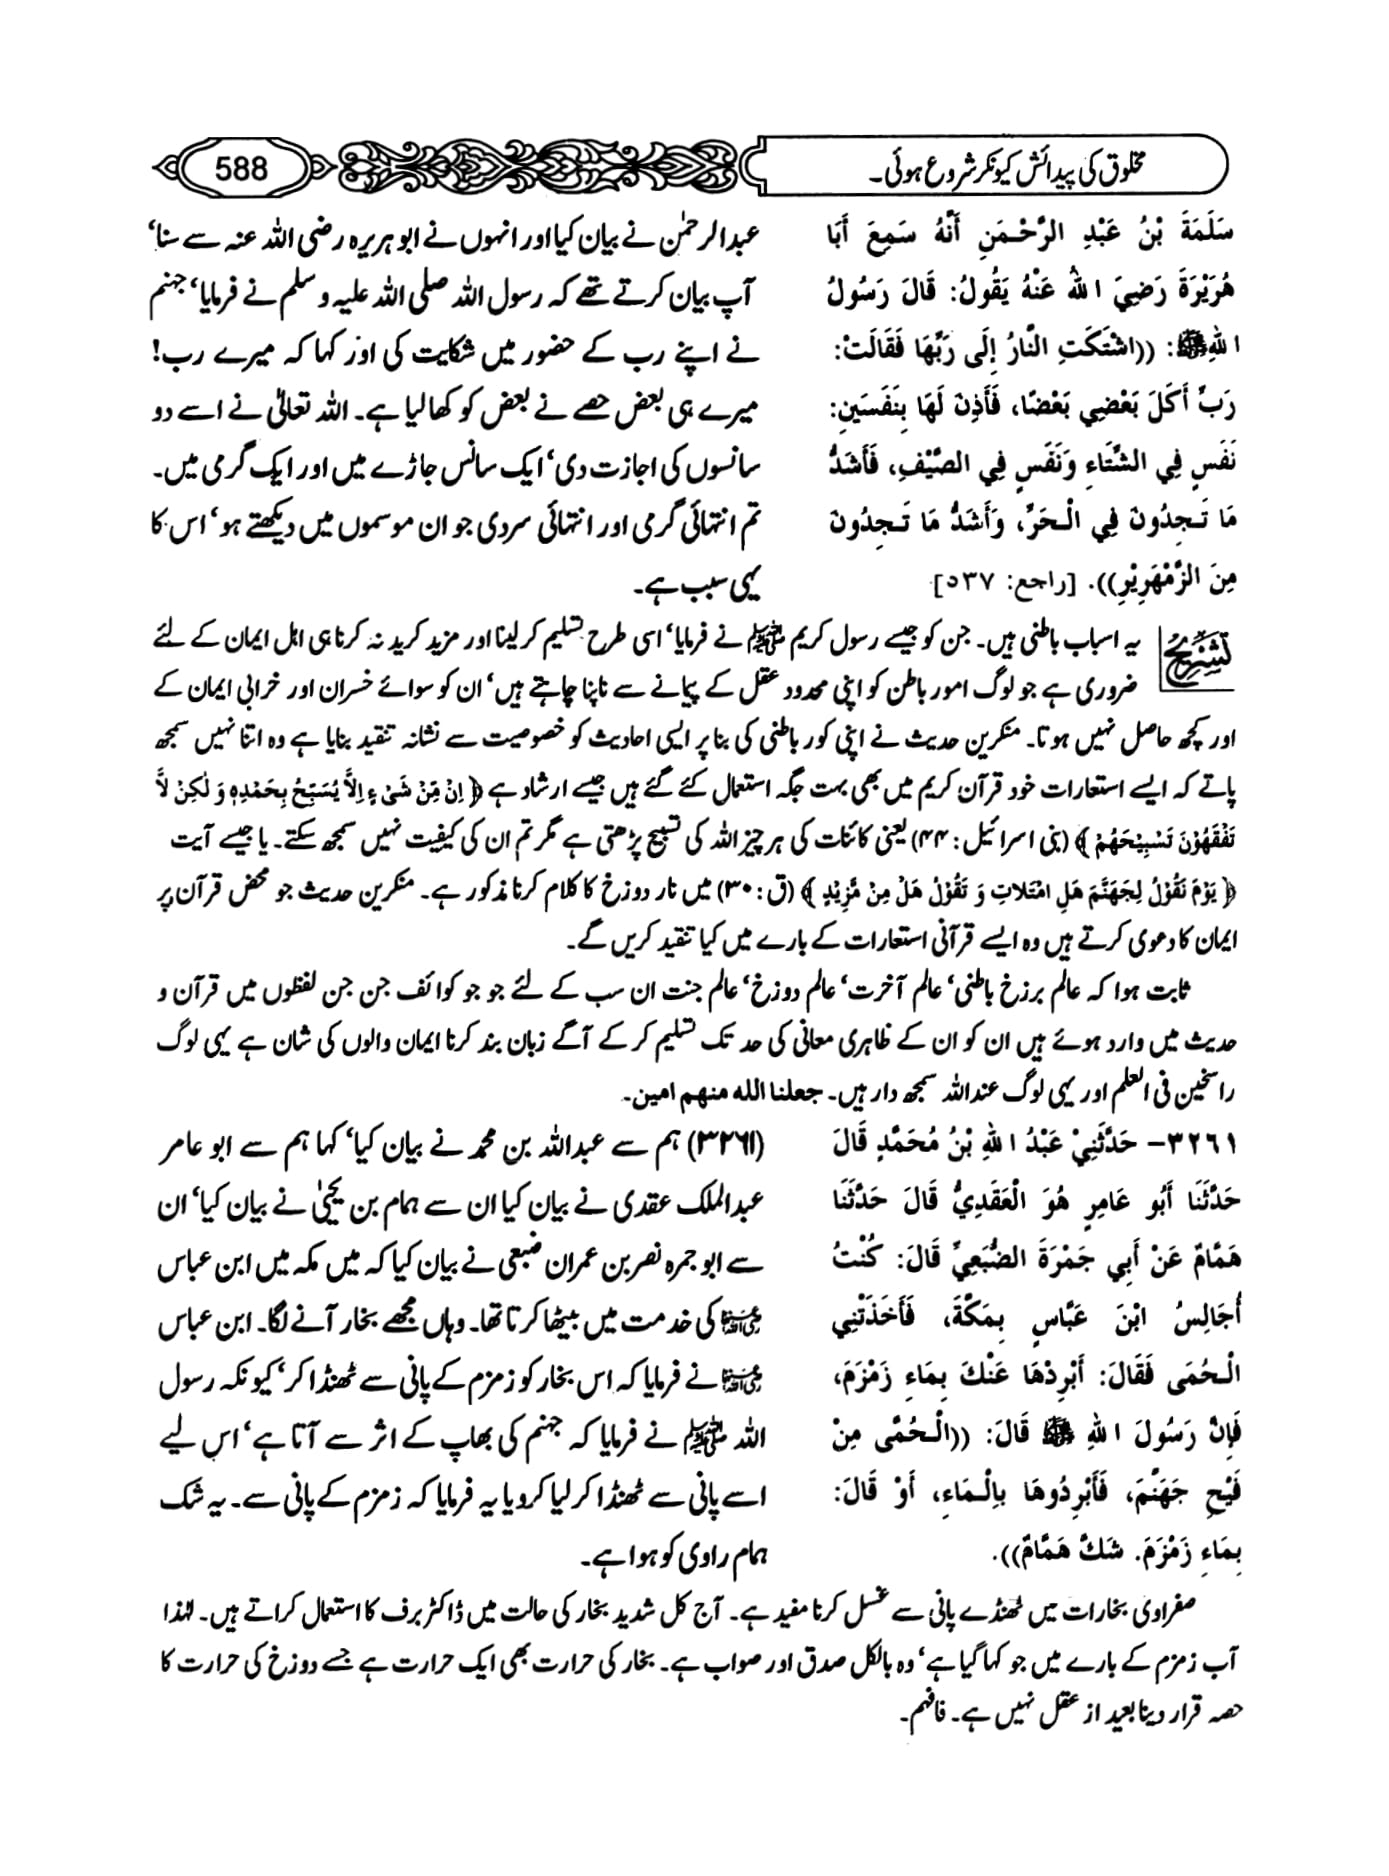 مخلوق کی پیدائش کیونکر شروع ہوئی۔
588
سَلَمَةَ بْنُ عَبْدِ الرَّحْمَنِ أَنَّهُ سَمِعَ أَبَا
هُرَيْرَةَ رَضِيَ اللهُ عَنْهُ يَقُولُ: قَالَ رَسُولُ
اللهِ ﷺ: ((اشْتَكَتِ النَّارُ إِلَى رَبِّهَا فَقَالَتْ:
رَبِّ أَكَلَ بَعْضِي بَعْضًا، فَأَذِنَ لَهَا بِنَفَسَينِ:
نَفَسٍ فِي الشِّتَاءِ وَنَفَسٍ فِي الصَّيْفِ، فَأَشَدُّ
مَا تَجِدُونَ فِي الْحَرِّ، وَأَشَدُّ مَا تَجِدُونَ
مِنَ الزَّمْهَرِيْرِ)). [راجع: ٥٣٧]
عبدالرحمٰن نے بیان کیا اور انہوں نے ابو ہریرہ رضی اللہ عنہ سے سنا‘
آپ بیان کرتے تھے کہ رسول اللہ صلی اللہ علیہ وسلم نے فرمایا‘ جہنم
نے اپنے رب کے حضور میں شکایت کی اور کہا کہ میرے رب!
میرے ہی بعض حصے نے بعض کو کھا لیا ہے۔ اللہ تعالیٰ نے اسے دو
سانسوں کی اجازت دی‘ ایک سانس جاڑے میں اور ایک گرمی میں۔
تم انتہائی گرمی اور انتہائی سردی جو ان موسموں میں دیکھتے ہو‘ اس کا
یہی سبب ہے۔
تشریح یہ اسباب باطنی ہیں۔ جن کو جیسے رسول کریم ﷺ نے فرمایا‘ اسی طرح تسلیم کر لینا اور مزید کرید نہ کرنا ہی اہل ایمان کے لئے
ضروری ہے جو لوگ امور باطن کو اپنی محدود عقل کے پیمانے سے ناپنا چاہتے ہیں‘ ان کو سوائے خسران اور خرابی ایمان کے
اور کچھ حاصل نہیں ہوتا۔ منکرین حدیث نے اپنی کور باطنی کی بنا پر ایسی احادیث کو خصوصیت سے نشانہ تنقید بنایا ہے وہ اتنا نہیں سمجھ
پاتے کہ ایسے استعارات خود قرآن کریم میں بھی بہت جگہ استعمال کئے گئے ہیں جیسے ارشاد ہے ﴿ اِنْ مِّنْ شَیْءٍ اِلاَّ یُسَبِّحُ بِحَمْدِهٖ وَ لٰکِنْ لاَّ
تَفْقَهُوْنَ تَسْبِیْحَهُمْ ﴾ (بنی اسرائیل: ۴۴) یعنی کائنات کی ہر چیز اللہ کی تسبیح پڑھتی ہے مگر تم ان کی کیفیت نہیں سمجھ سکتے۔ یا جیسے آیت
﴿ یَوْمَ نَقُوْلُ لِجَهَنَّمَ هَلِ امْتَلاتِ وَ تَقُوْلُ هَلْ مِنْ مَّزِیْدٍ ﴾ (ق: ۳۰) میں نار دوزخ کا کلام کرنا مذکور ہے۔ منکرین حدیث جو محض قرآن پر
ایمان کا دعویٰ کرتے ہیں وہ ایسے قرآنی استعارات کے بارے میں کیا تنقید کریں گے۔
ثابت ہوا کہ عالم برزخ باطنی‘ عالم آخرت‘ عالم دوزخ‘ عالم جنت ان سب کے لئے جو جو کوائف جن جن لفظوں میں قرآن و
حدیث میں وارد ہوئے ہیں ان کو ان کے ظاہری معانی کی حد تک تسلیم کر کے آگے زبان بند کرنا ایمان والوں کی شان ہے یہی لوگ
راسخین فی العلم اور یہی لوگ عنداللہ سمجھ دار ہیں۔ جعلنا الله منهم امين۔
٣٢٦١- حَدَّثَنِيْ عَبْدُ اللهِ بْنُ مُحَمَّدٍ قَالَ
حَدَّثَنَا أَبُو عَامِرٍ هُوَ الْعَقَدِيُّ قَالَ حَدَّثَنَا
هَمَّامٌ عَنْ أَبِي جَمْرَةَ الضُّبَعِيِّ قَالَ: كُنْتُ
أُجَالِسُ ابْنَ عَبَّاسٍ بِمَكَّةَ، فَأَخَذَتْنِي
الْحُمَى فَقَالَ: أَبْرِدْهَا عَنْكَ بِمَاءِ زَمْزَمَ،
فَإِنَّ رَسُولَ اللهِ ﷺ قَالَ: ((الْحُمَّى مِنْ
فَيْحِ جَهَنَّمَ، فَأَبْرِدُوهَا بِالْمَاءِ، أَوْ قَالَ:
بِمَاءِ زَمْزَمَ. شَكَّ هَمَّامٌ)).
(۳۲۶۱) ہم سے عبداللہ بن محمد نے بیان کیا‘ کہا ہم سے ابو عامر
عبدالملک عقدی نے بیان کیا ان سے ہمام بن یحییٰ نے بیان کیا‘ ان
سے ابو جمرہ نصر بن عمران ضبعی نے بیان کیا کہ میں مکہ میں ابن عباس
رضی اللہ عنہما کی خدمت میں بیٹھا کرتا تھا۔ وہاں مجھے بخار آنے لگا۔ ابن عباس
رضی اللہ عنہما نے فرمایا کہ اس بخار کو زمزم کے پانی سے ٹھنڈا کر‘ کیونکہ رسول
اللہ ﷺ نے فرمایا کہ جہنم کی بھاپ کے اثر سے آتا ہے‘ اس لیے
اسے پانی سے ٹھنڈا کر لیا کرو یا یہ فرمایا کہ زمزم کے پانی سے۔ یہ شک
ہمام راوی کو ہوا ہے۔
صفراوی بخارات میں ٹھنڈے پانی سے غسل کرنا مفید ہے۔ آج کل شدید بخار کی حالت میں ڈاکٹر برف کا استعمال کراتے ہیں۔ لہٰذا
آب زمزم کے بارے میں جو کہا گیا ہے‘ وہ بالکل صدق اور صواب ہے۔ بخار کی حرارت بھی ایک حرارت ہے جسے دوزخ کی حرارت کا
حصہ قرار دینا بعید از عقل نہیں ہے۔ فافہم۔